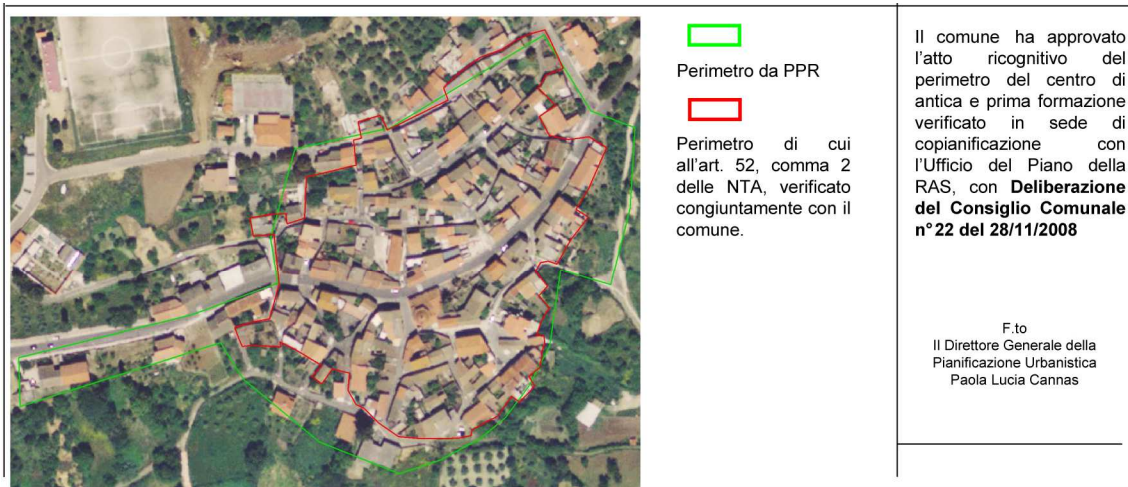 Perimetro da PPR
Perimetro di cui
all'art. 52, comma 2
delle NTA, verificato
congiuntamente con il
comune.
Il comune ha approvato
l'atto ricognitivo del
perimetro del centro di
antica e prima formazione
verificato in sede di
copianificazione con
l'Ufficio del Piano della
RAS, con Deliberazione
del Consiglio Comunale
n°22 del 28/11/2008
F.to
Il Direttore Generale della
Pianificazione Urbanistica
Paola Lucia Cannas